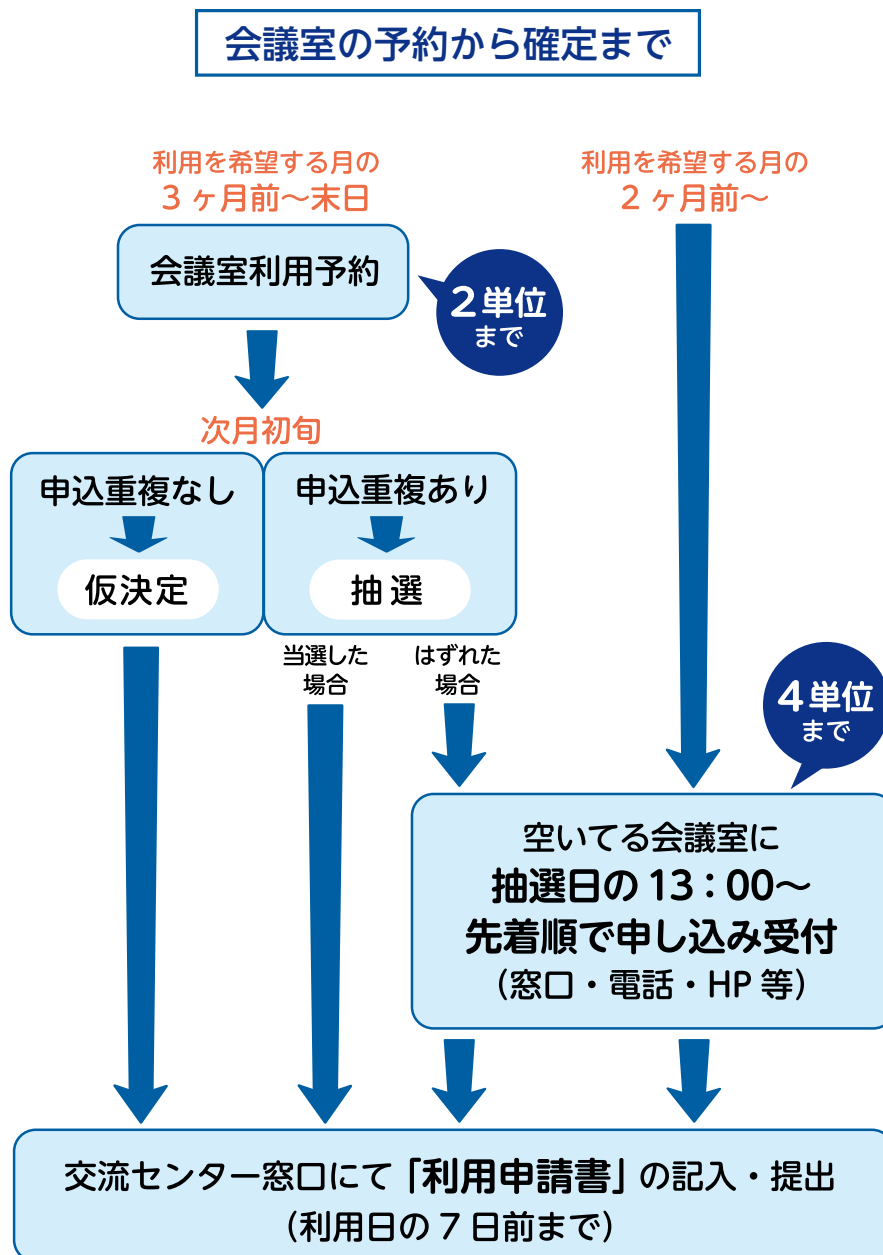 会議室の予約から確定まで
利用を希望する月の
3ヶ月前～末日
利用を希望する月の
2ヶ月前～
会議室利用予約
2単位
まで
次月初旬
申込重複なし
仮決定
申込重複あり
抽選
当選した
場合
はずれた
場合
4単位
まで
空いてる会議室に
抽選日の13：00～
先着順で申し込み受付
（窓口・電話・HP等）
交流センター窓口にて「利用申請書」の記入・提出
（利用日の7日前まで）